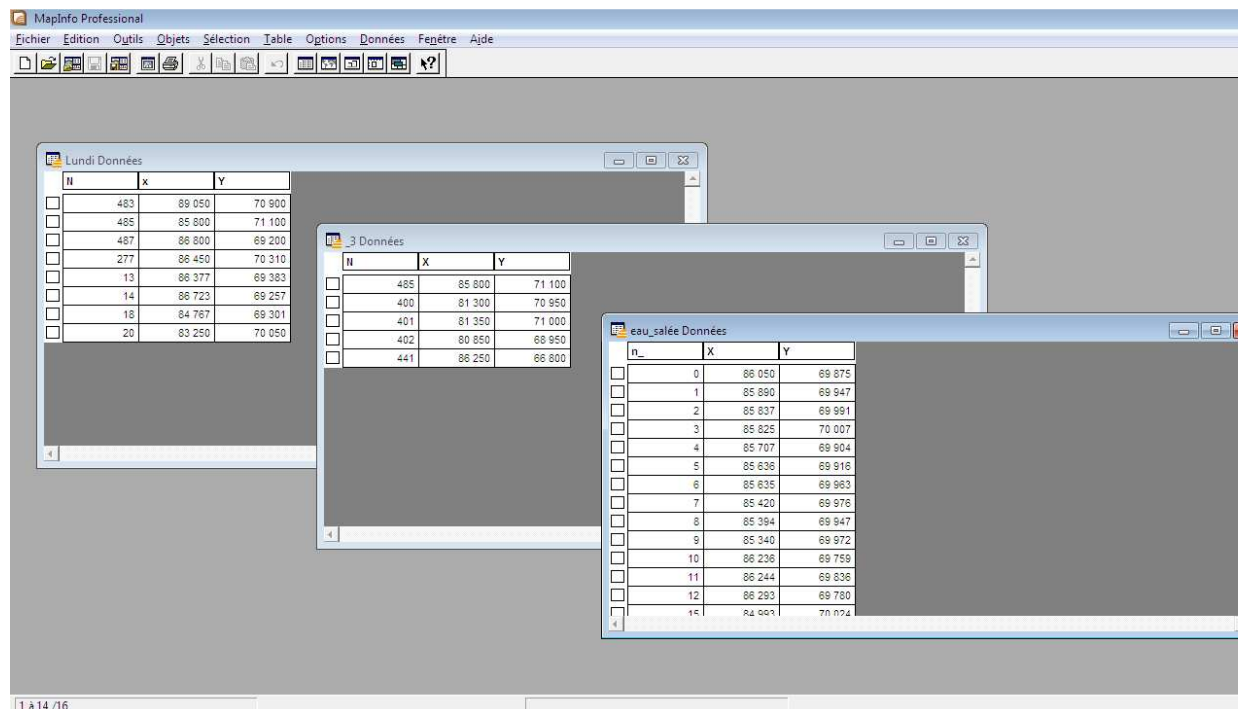 MapInfo Professional
Fichier Edition Outils Objets Sélection Table Options Données Fenêtre Aide
Lundi Données
N x Y
483 89 050 70 900
485 85 800 71 100
487 86 800 69 200
277 86 450 70 310
13 86 377 69 383
14 86 723 69 257
18 84 767 69 301
20 83 250 70 050
_3 Données
N X Y
485 85 800 71 100
400 81 300 70 950
401 81 350 71 000
402 80 850 68 950
441 86 250 66 800
eau_salée Données
n_ X Y
0 86 050 69 875
1 85 890 69 947
2 85 837 69 991
3 85 825 70 007
4 85 707 69 904
5 85 636 69 916
6 85 635 69 963
7 85 420 69 976
8 85 394 69 947
9 85 340 69 972
10 86 236 69 759
11 86 244 69 836
12 86 293 69 780
15 84 993 70 024
1 à 14 /16